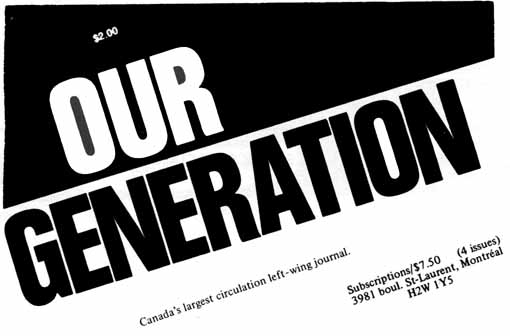 $2.00
OUR
GENERATION
Canada's largest circulation left-wing journal.
Subscriptions/$7.50 (4 issues)
3981 boul. St-Laurent, Montréal
H2W 1Y5